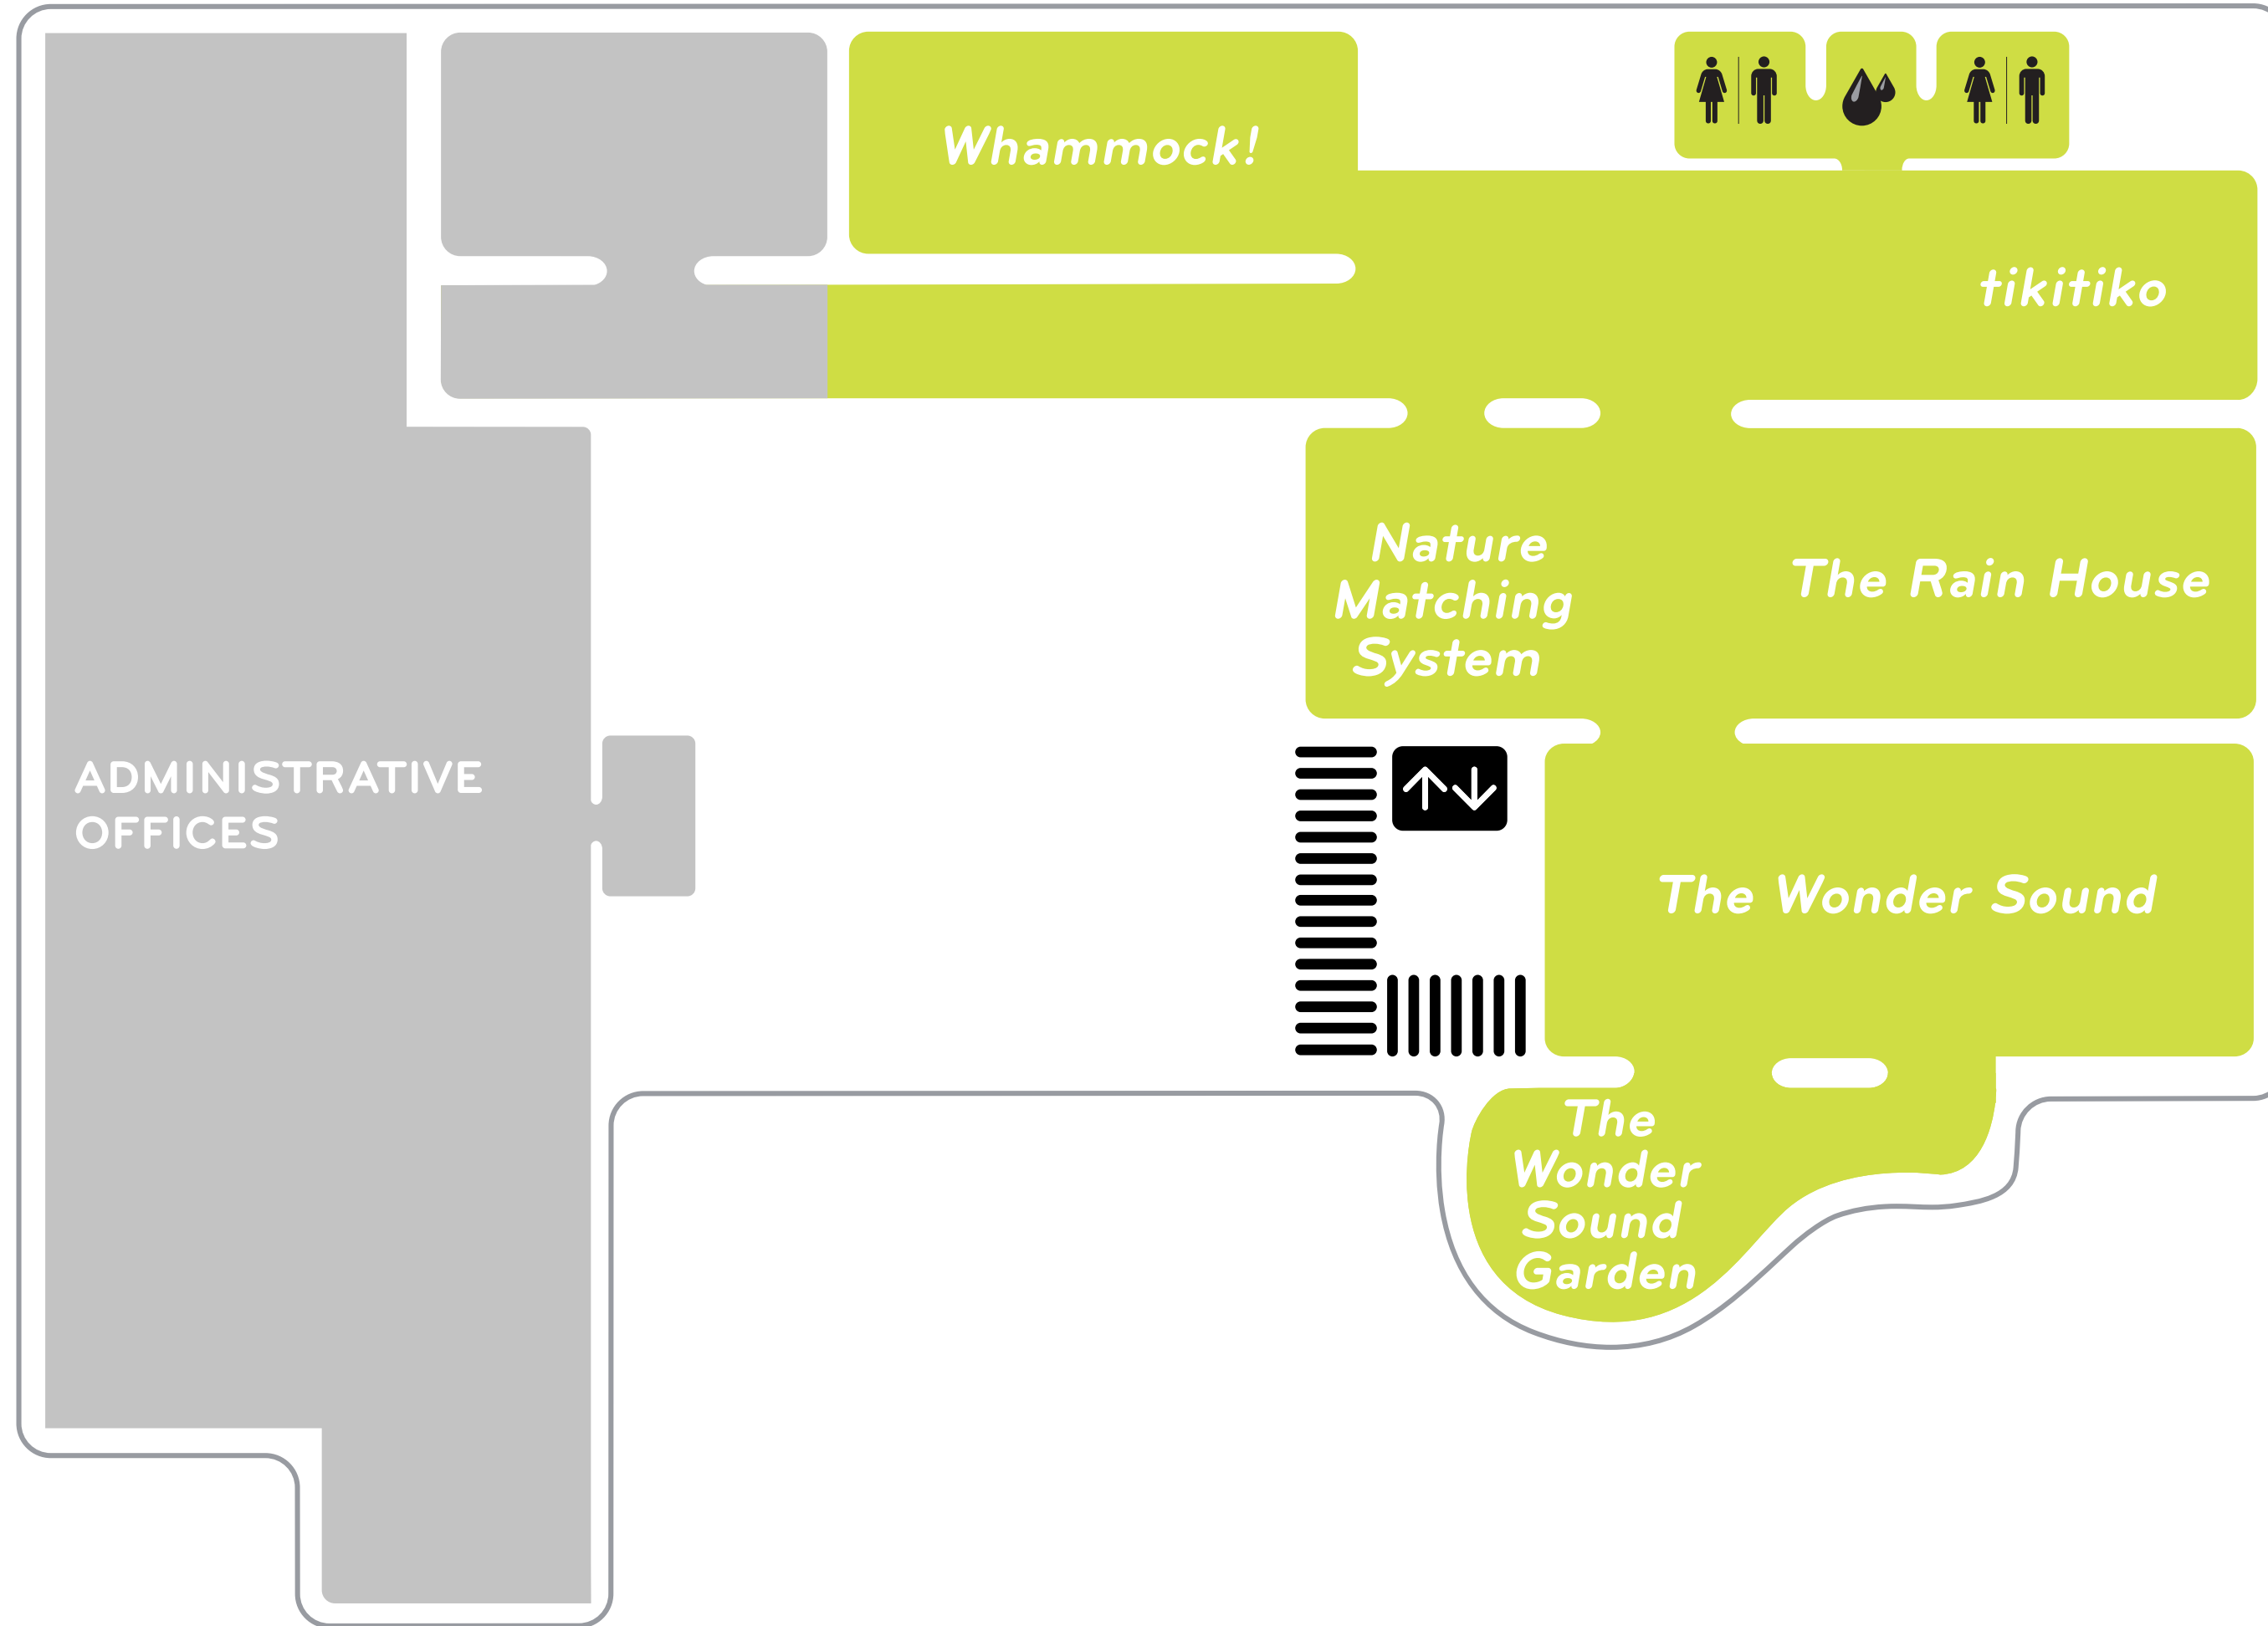 Whammock!
tikitiko
Nature
Matching
System
The Rain House
ADMINISTRATIVE
OFFICES
The Wonder Sound
The
Wonder
Sound
Garden